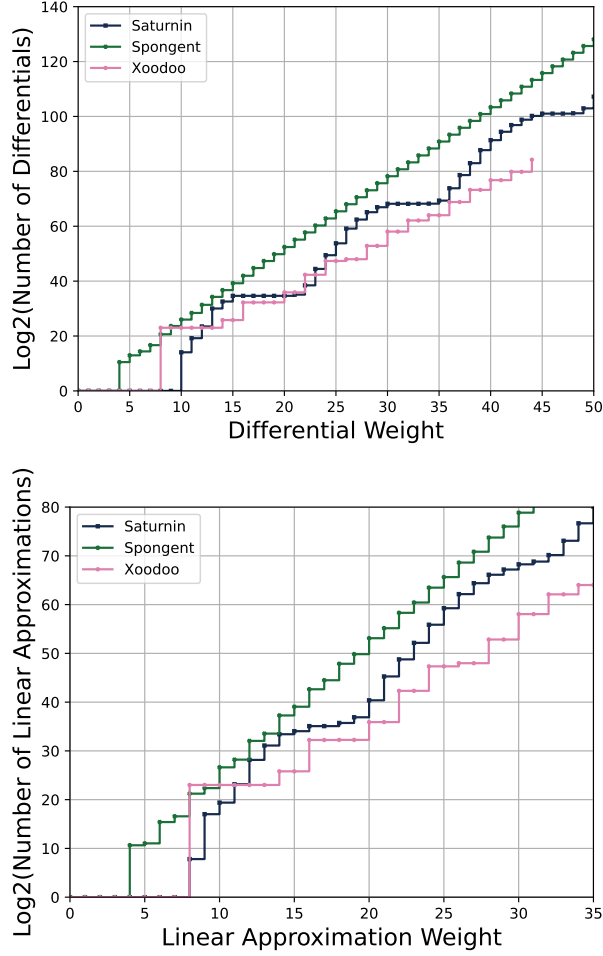 140
120
100
80
60
40
20
0
Log2(Number of Differentials)
Saturnin
Spongent
Xoodoo
0 5 10 15 20 25 30 35 40 45 50
Differential Weight
80
70
60
50
40
30
20
10
0
Log2(Number of Linear Approximations)
Saturnin
Spongent
Xoodoo
0 5 10 15 20 25 30 35
Linear Approximation Weight